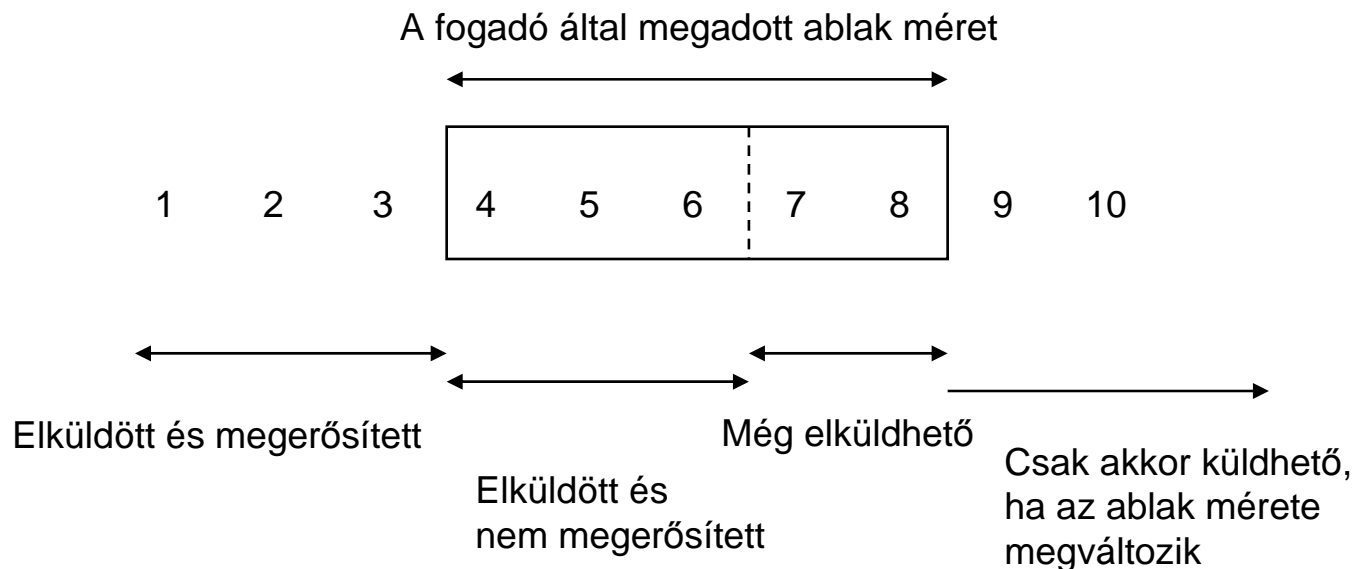 A fogadó által megadott ablak méret
1 2 3 4 5 6 7 8 9 10
Elküldött és megerősített
Elküldött és
nem megerősített
Még elküldhető
Csak akkor küldhető,
ha az ablak mérete
megváltozik